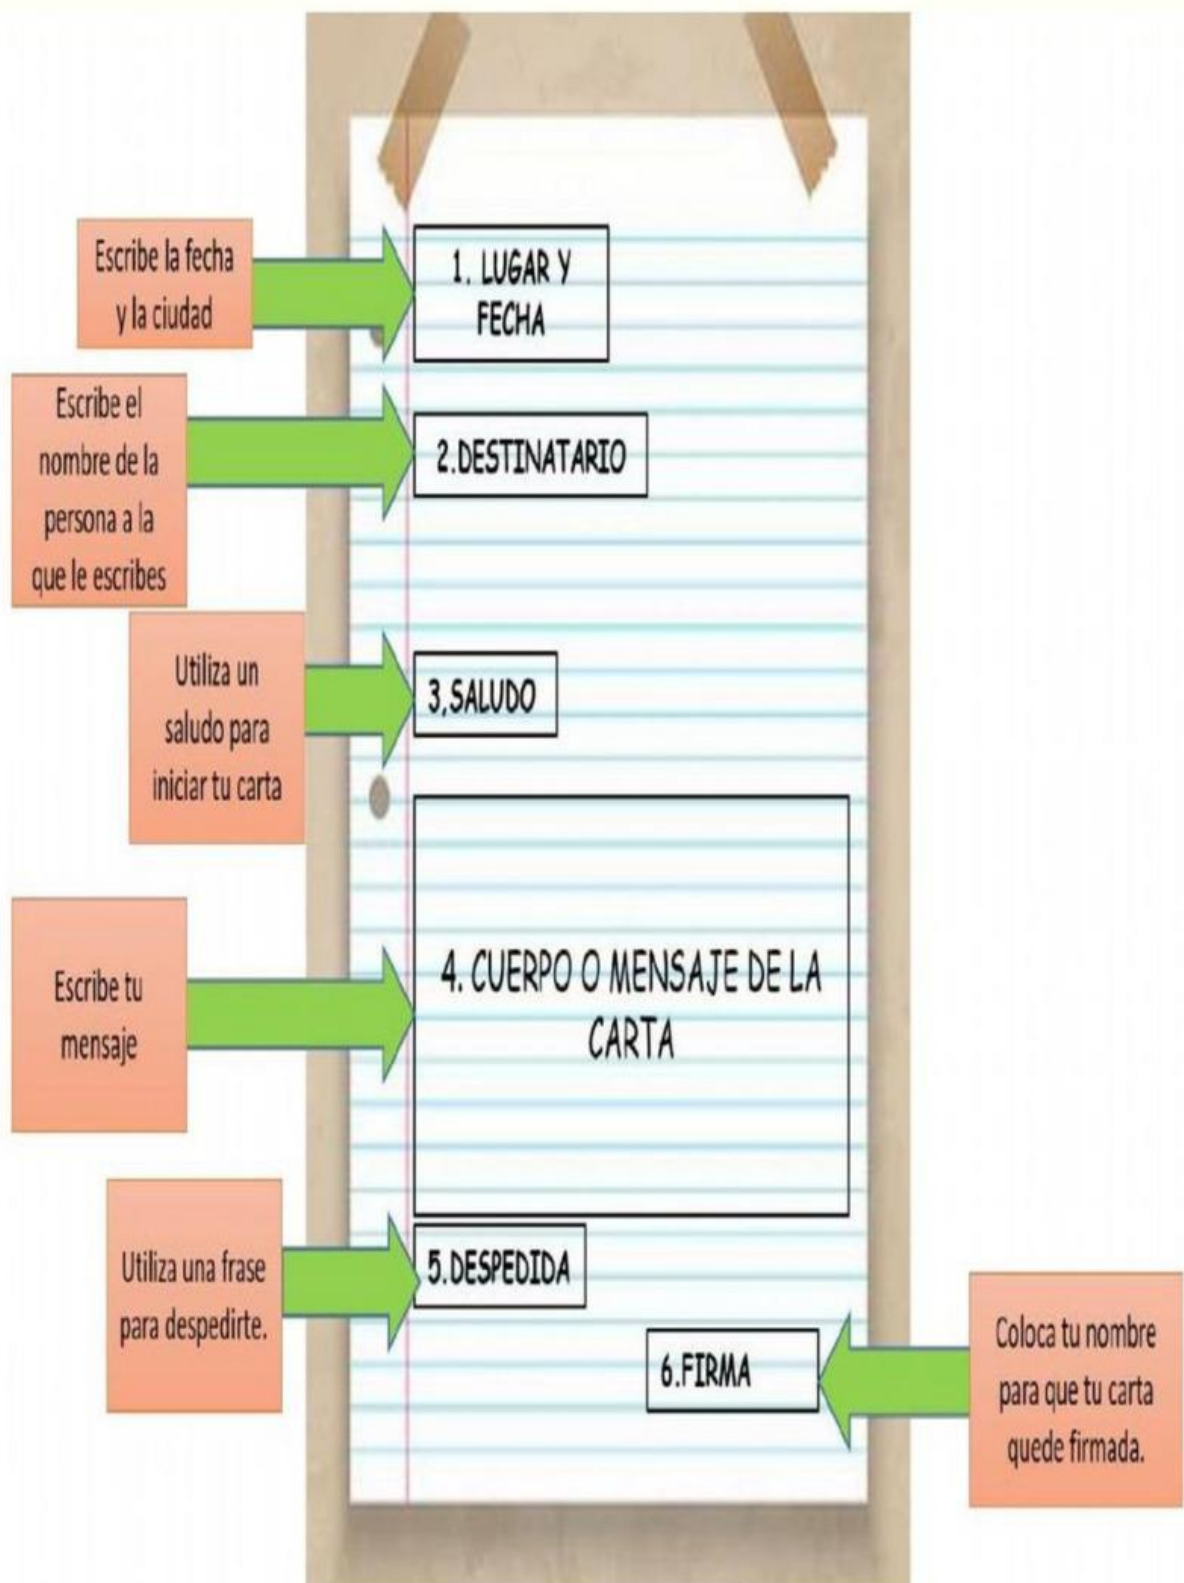 Escribe la fecha
y la ciudad
1. LUGAR Y
FECHA
Escribe el
nombre de la
persona a la
que le escribes
2.DESTINATARIO
Utiliza un
saludo para
iniciar tu carta
3,SALUDO
Escribe tu
mensaje
4. CUERPO O MENSAJE DE LA
CARTA
Utiliza una frase
para despedirte.
5.DESPEDIDA
6.FIRMA
Coloca tu nombre
para que tu carta
quede firmada.